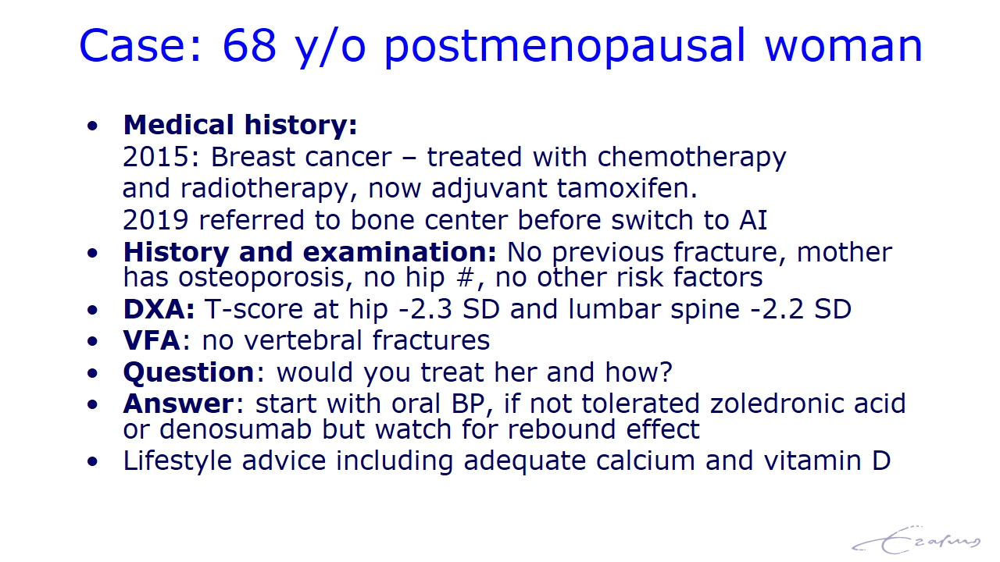 Case: 68 y/o postmenopausal woman
• Medical history:
2015: Breast cancer – treated with chemotherapy
and radiotherapy, now adjuvant tamoxifen.
2019 referred to bone center before switch to AI
• History and examination: No previous fracture, mother
has osteoporosis, no hip #, no other risk factors
• DXA: T-score at hip -2.3 SD and lumbar spine -2.2 SD
• VFA: no vertebral fractures
• Question: would you treat her and how?
• Answer: start with oral BP, if not tolerated zoledronic acid
or denosumab but watch for rebound effect
• Lifestyle advice including adequate calcium and vitamin D
Erasmus